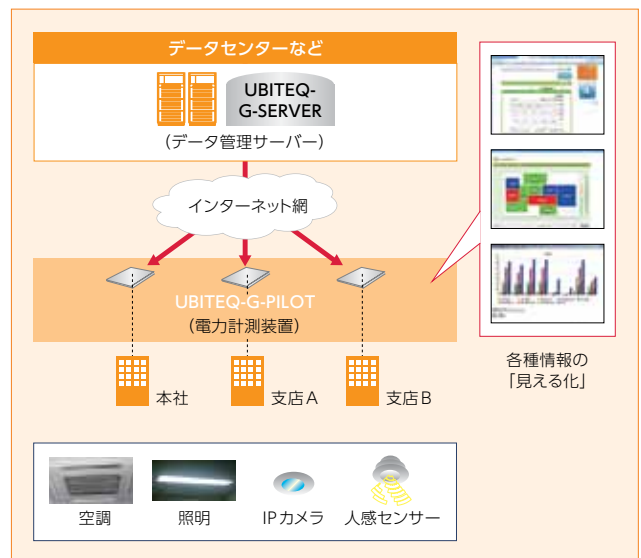 データセンターなど
UBITEQ-
G-SERVER
(データ管理サーバー)
インターネット網
UBITEQ-G-PILOT
(電力計測装置)
本社
支店A
支店B
各種情報の
「見える化」
空調
照明
IPカメラ
人感センサー